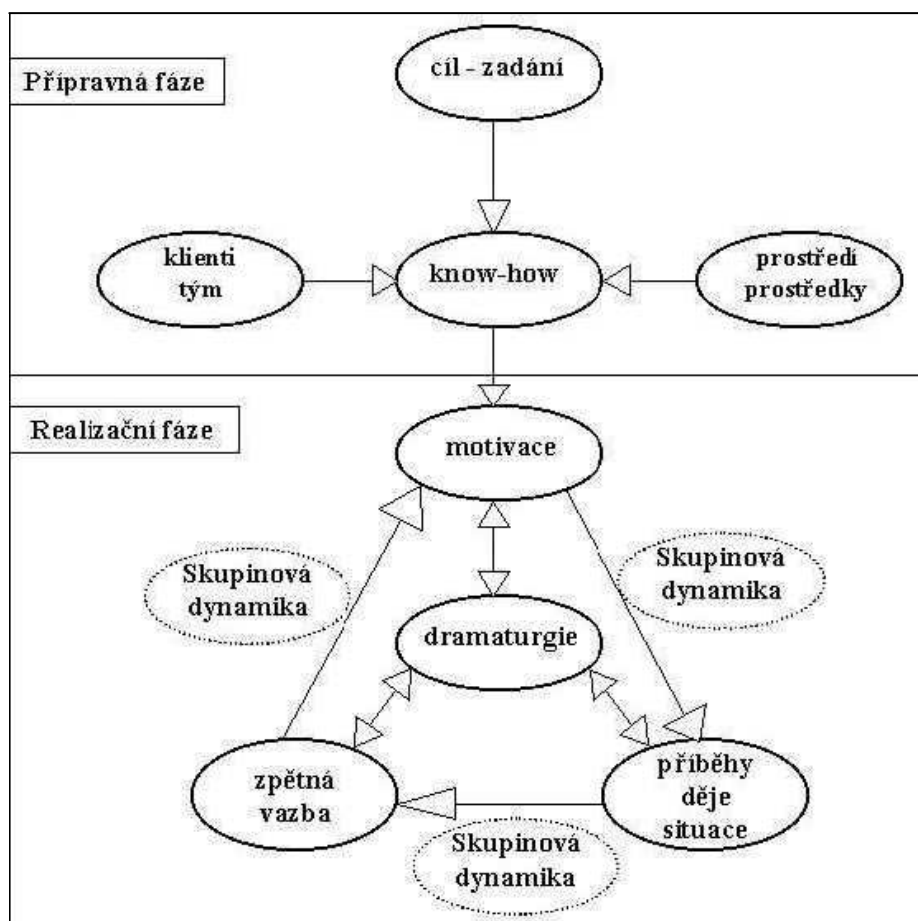 cíl - zadání
Přípravná fáze
klienti
tým
know-how
prostředí
prostředky
Realizační fáze
motivace
Skupinová
dynamika
Skupinová
dynamika
dramaturgie
zpětná
vazba
příběhy
děje
situace
Skupinová
dynamika